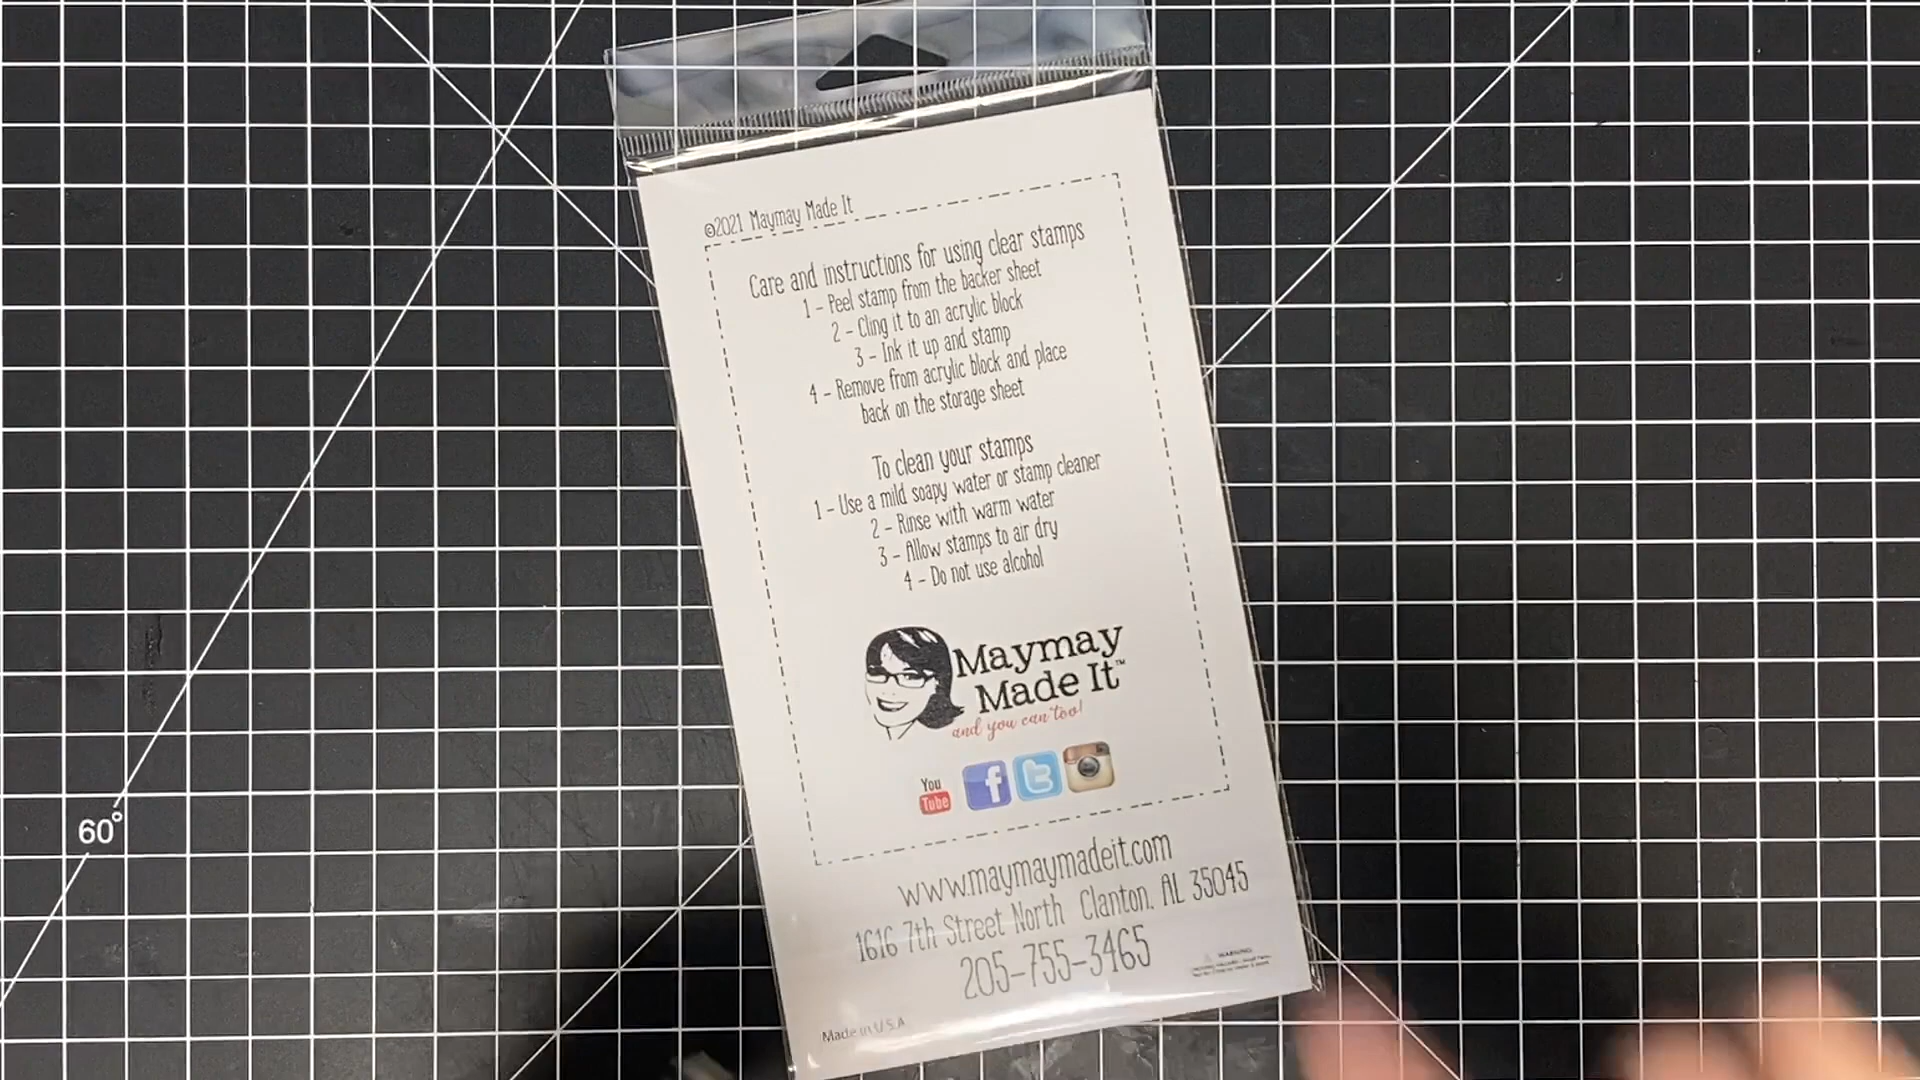 ©2021 Maymay Made It
Care and instructions for using clear stamps
1 - Peel stamp from the backer sheet
2 - Cling it to an acrylic block
3 - Ink it up and stamp
4 - Remove from acrylic block and place
back on the storage sheet
To clean your stamps
1 - Use a mild soapy water or stamp cleaner
2 - Rinse with warm water
3 - Allow stamps to air dry
4 - Do not use alcohol
Maymay
Made It™
and you can too!
You
Tube
f
t
www.maymaymadeit.com
1616 7th Street North Clanton, AL 35045
205-755-3465
WARNING:
Made in U.S.A
60°